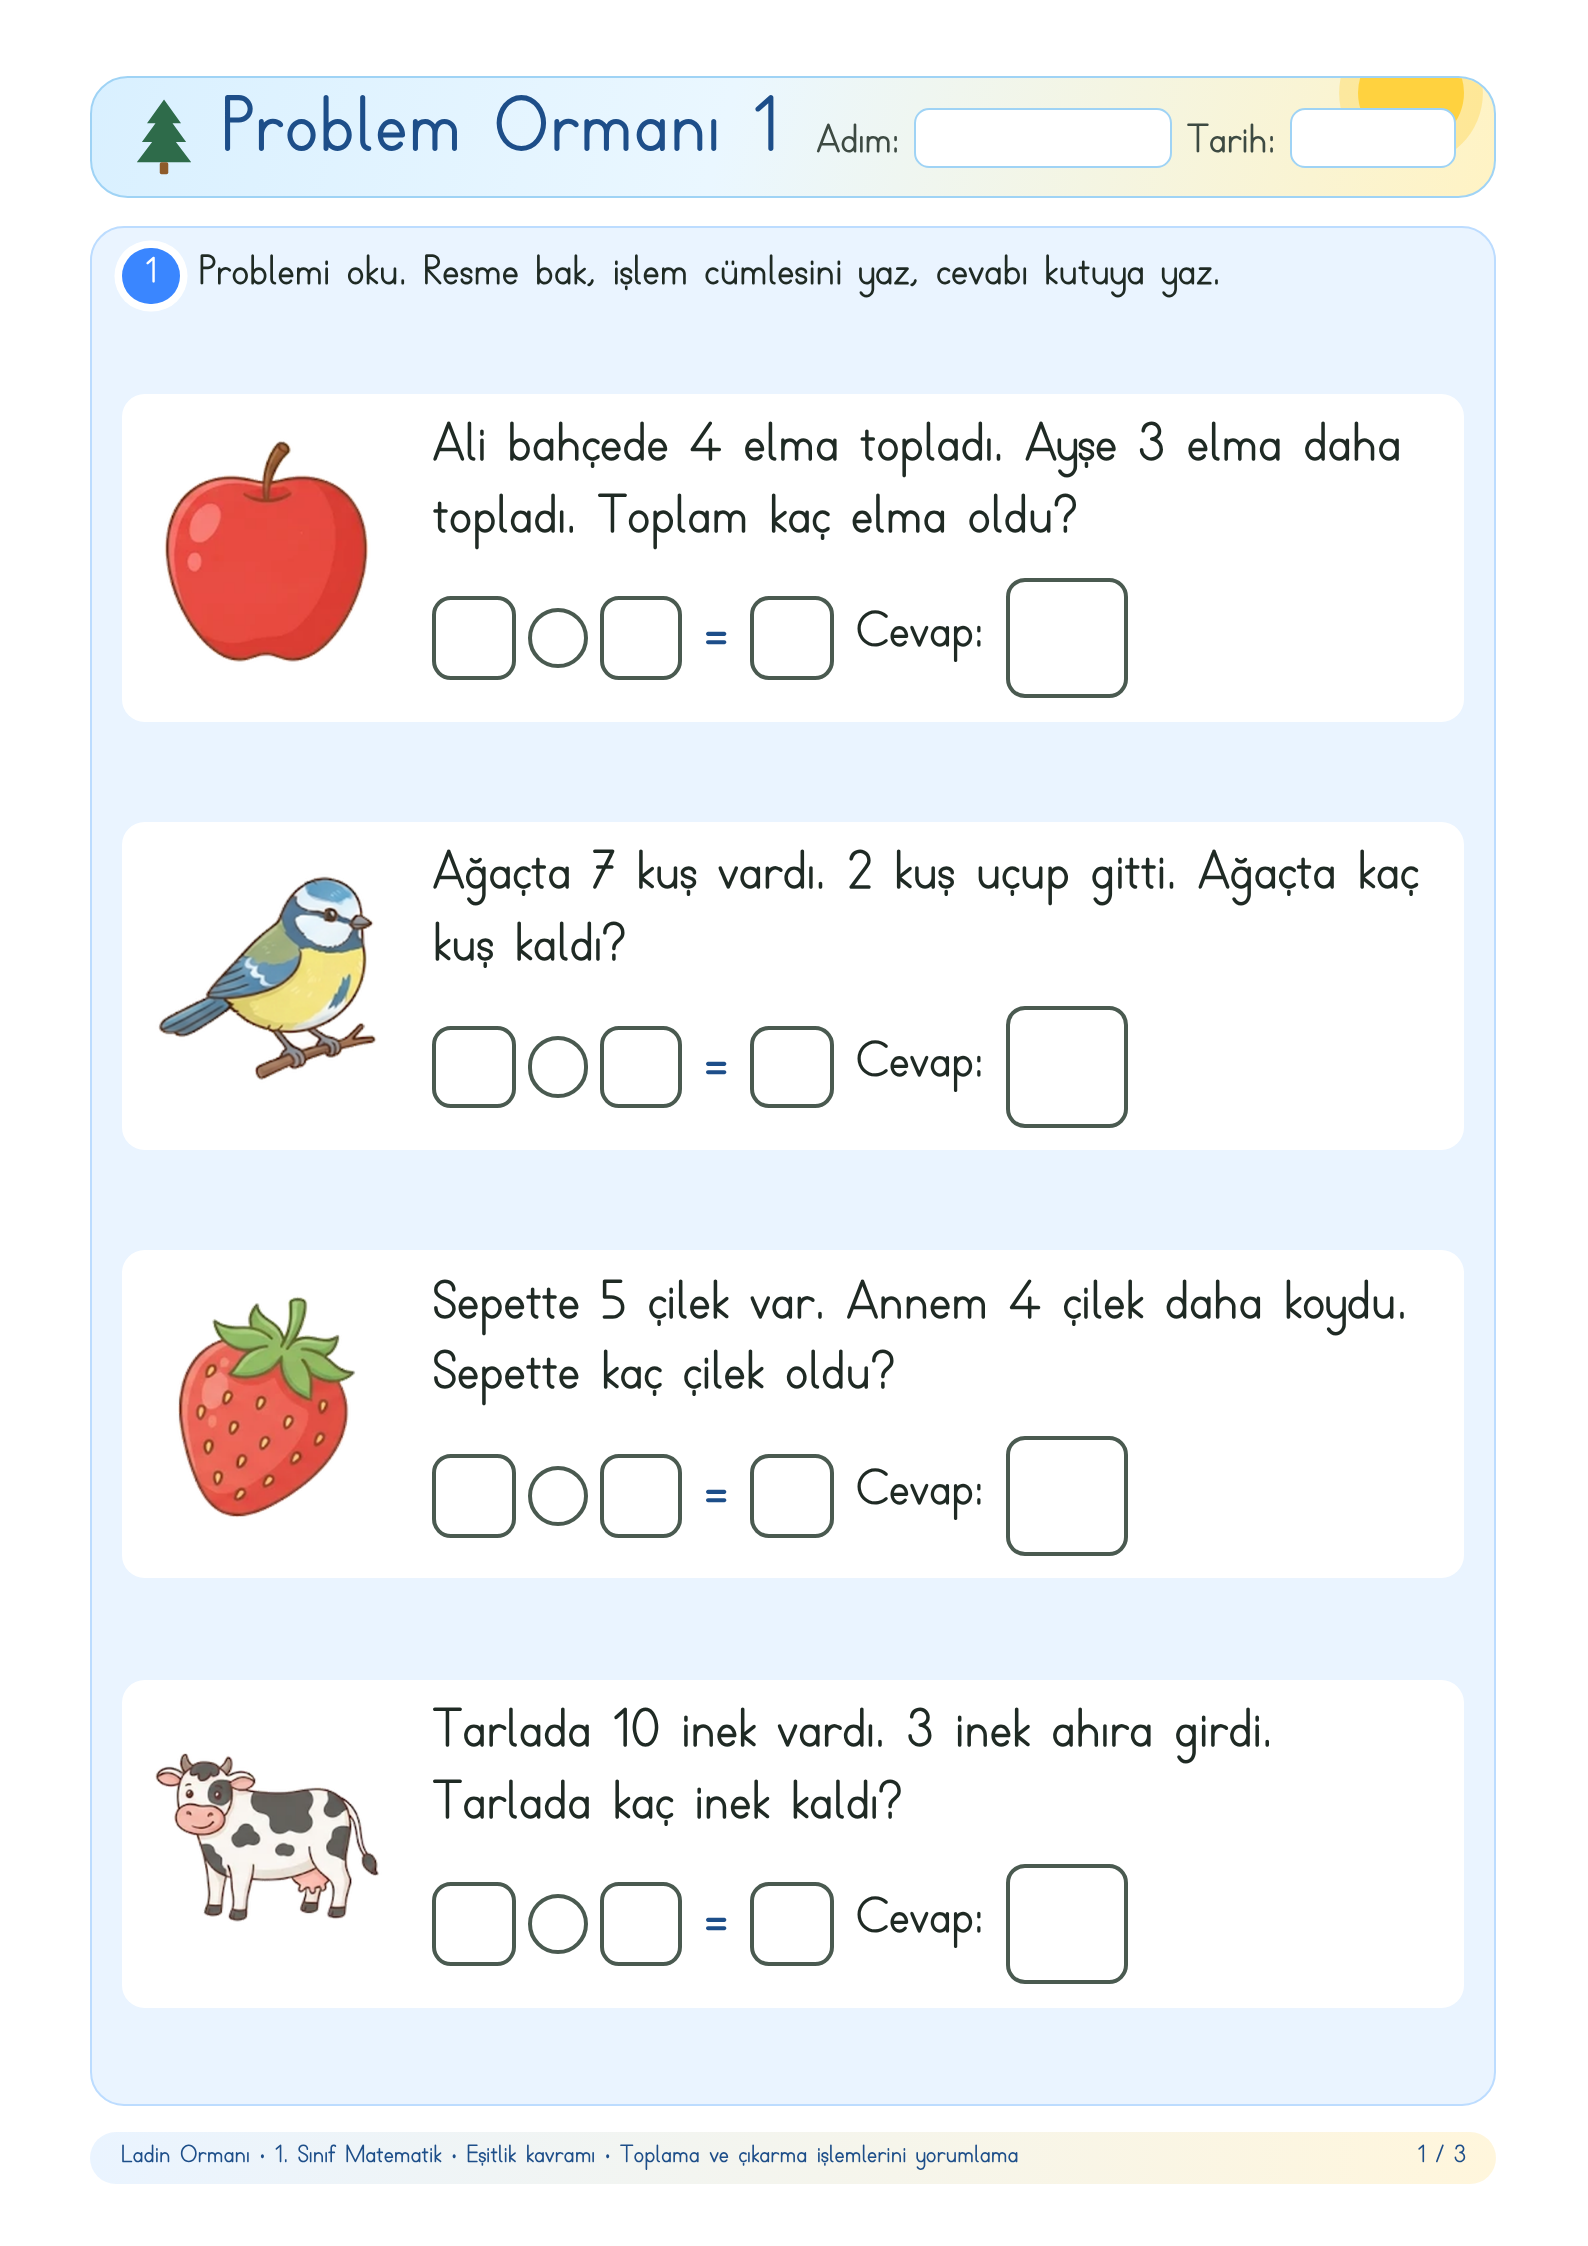 Problem Ormanı 1 Adım: Tarih:
1 Problemi oku. Resme bak, işlem cümlesini yaz, cevabı kutuya yaz.
Ali bahçede 4 elma topladı. Ayşe 3 elma daha
topladı. Toplam kaç elma oldu?
= Cevap:
Ağaçta 7 kuş vardı. 2 kuş uçup gitti. Ağaçta kaç
kuş kaldı?
= Cevap:
Sepette 5 çilek var. Annem 4 çilek daha koydu.
Sepette kaç çilek oldu?
= Cevap:
Tarlada 10 inek vardı. 3 inek ahıra girdi.
Tarlada kaç inek kaldı?
= Cevap:
Ladin Ormanı • 1. Sınıf Matematik • Eşitlik kavramı • Toplama ve çıkarma işlemlerini yorumlama 1 / 3